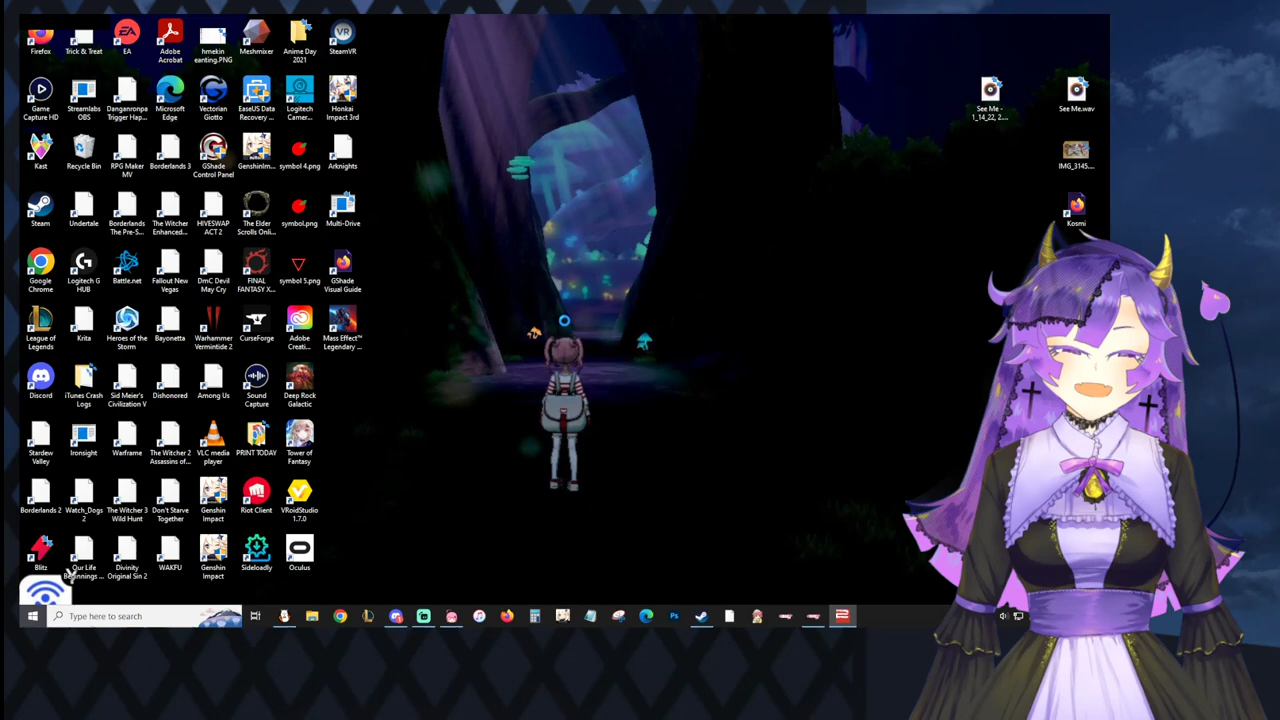 Firefox
Trick & Treat
EA
Adobe
Acrobat
hmekin
eanting.PNG
Meshmixer
Anime Day
2021
SteamVR
Game
Capture HD
Streamlabs
OBS
Danganronpa
Trigger Hap...
Microsoft
Edge
Vectorian
Giotto
EaseUS Data
Recovery ...
Logitech
Camer...
Honkai
Impact 3rd
See Me -
1_14_22, 2....
See Me.wav
Kast
Recycle Bin
RPG Maker
MV
Borderlands 3
GShade
Control Panel
GenshinIm...
symbol 4.png
Arknights
IMG_3145....
Steam
Undertale
Borderlands
The Pre-S...
The Witcher
Enhanced...
HIVESWAP
ACT 2
The Elder
Scrolls Onli...
symbol.png
Multi-Drive
Kosmi
Google
Chrome
Logitech G
HUB
Battle.net
Fallout New
Vegas
DmC Devil
May Cry
FINAL
FANTASY X...
symbol 5.png
GShade
Visual Guide
League of
Legends
Krita
Heroes of the
Storm
Bayonetta
Warhammer
Vermintide 2
CurseForge
Adobe
Creati...
Mass Effect™
Legendary ...
Discord
iTunes Crash
Logs
Sid Meier's
Civilization V
Dishonored
Among Us
Sound
Capture
Deep Rock
Galactic
Stardew
Valley
Ironsight
Warframe
The Witcher 2
Assassins of...
VLC media
player
PRINT TODAY
Tower of
Fantasy
Borderlands 2
Watch_Dogs
2
The Witcher 3
Wild Hunt
Don't Starve
Together
Genshin
Impact
Riot Client
VRoidStudio
1.7.0
Blitz
Our Life
Beginnings ...
Divinity
Original Sin 2
WAKFU
Genshin
Impact
Sideloadly
Oculus
Type here to search